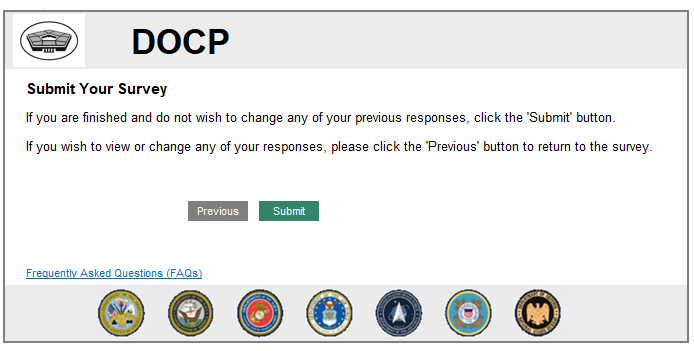 DOCP
Submit Your Survey
If you are finished and do not wish to change any of your previous responses, click the 'Submit' button.
If you wish to view or change any of your responses, please click the 'Previous' button to return to the survey.
Previous
Submit
Frequently Asked Questions (FAQs)